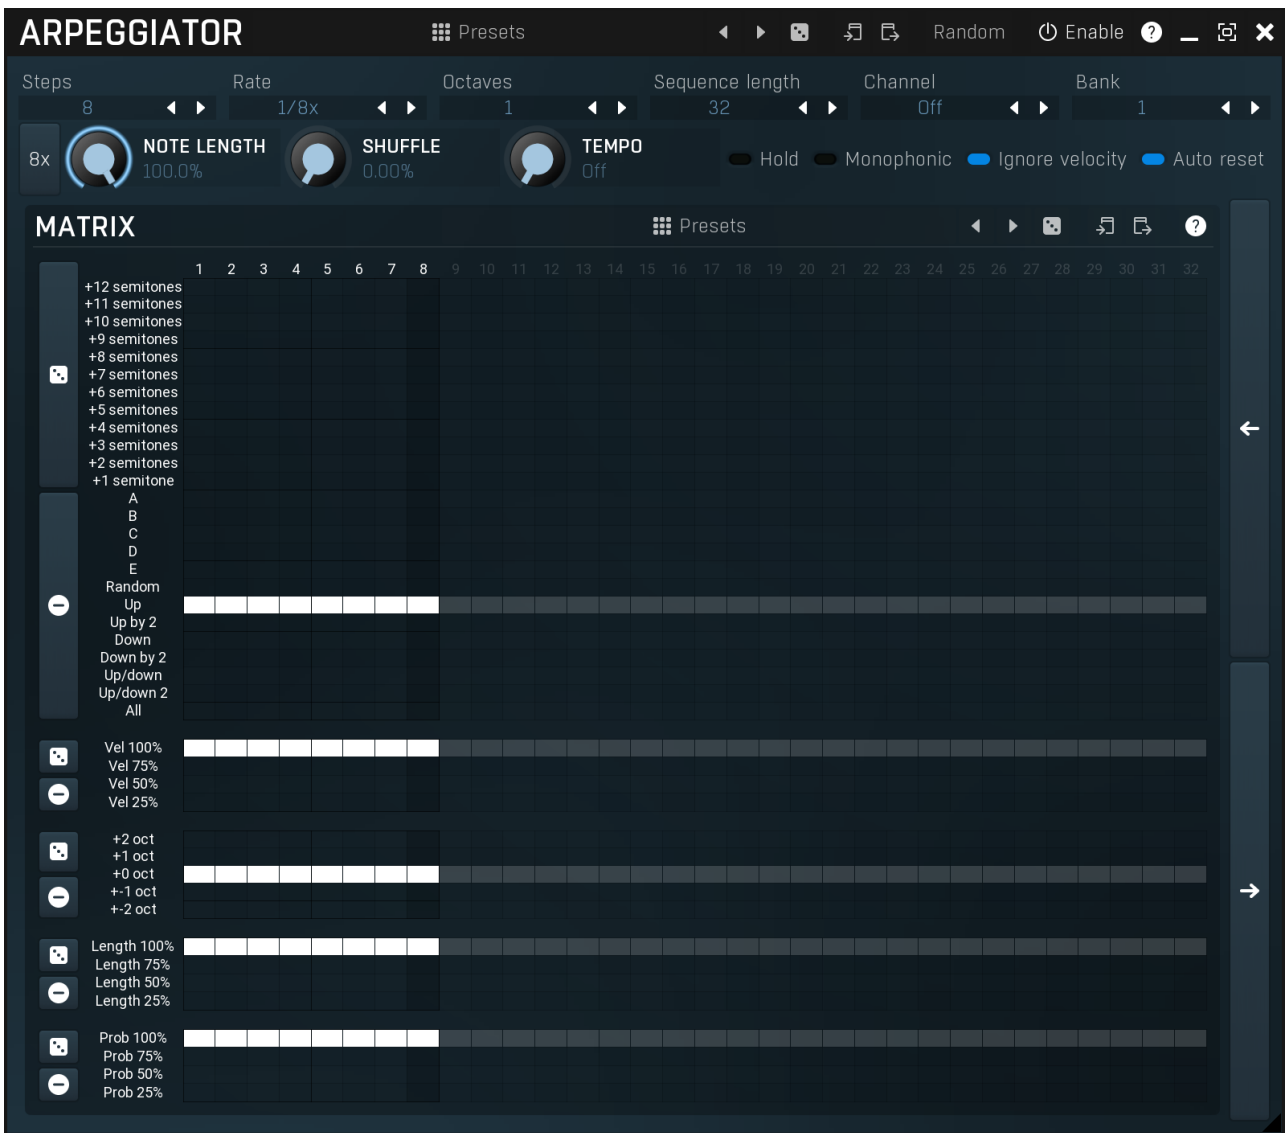 ARPEGGIATOR Presets Random Enable ?
Steps Rate Octaves Sequence length Channel Bank
8 1/8x 1 32 Off 1
8x NOTE LENGTH SHUFFLE TEMPO Hold Monophonic Ignore velocity Auto reset
100.0% 0.00% Off
MATRIX Presets ?
1 2 3 4 5 6 7 8 9 10 11 12 13 14 15 16 17 18 19 20 21 22 23 24 25 26 27 28 29 30 31 32
+12 semitones
+11 semitones
+10 semitones
+9 semitones
+8 semitones
+7 semitones
+6 semitones
+5 semitones
+4 semitones
+3 semitones
+2 semitones
+1 semitone
A
B
C
D
E
Random
Up
Up by 2
Down
Down by 2
Up/down
Up/down 2
All
Vel 100%
Vel 75%
Vel 50%
Vel 25%
+2 oct
+1 oct
+0 oct
+-1 oct
+-2 oct
Length 100%
Length 75%
Length 50%
Length 25%
Prob 100%
Prob 75%
Prob 50%
Prob 25%